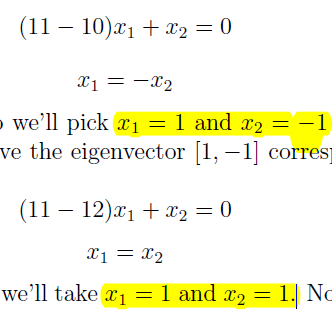 (11 − 10)x₁ + x₂ = 0
x₁ = −x₂
we'll pick x₁ = 1 and x₂ = −1
the eigenvector [1, −1]
(11 − 12)x₁ + x₂ = 0
x₁ = x₂
we'll take x₁ = 1 and x₂ = 1.